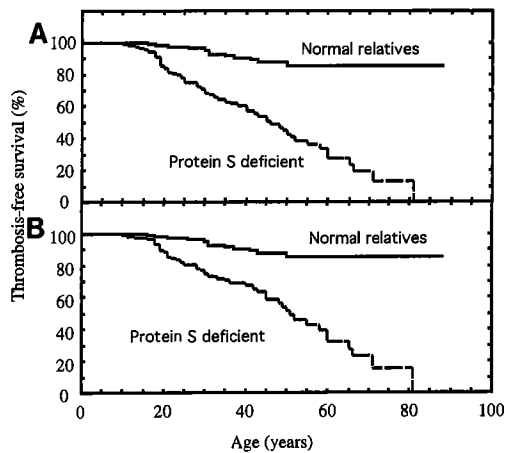 A
100
80
60
40
20
0
Normal relatives
Protein S deficient
B
100
80
60
40
20
0
Normal relatives
Protein S deficient
0 20 40 60 80 100
Age (years)
Thrombosis-free survival (%)